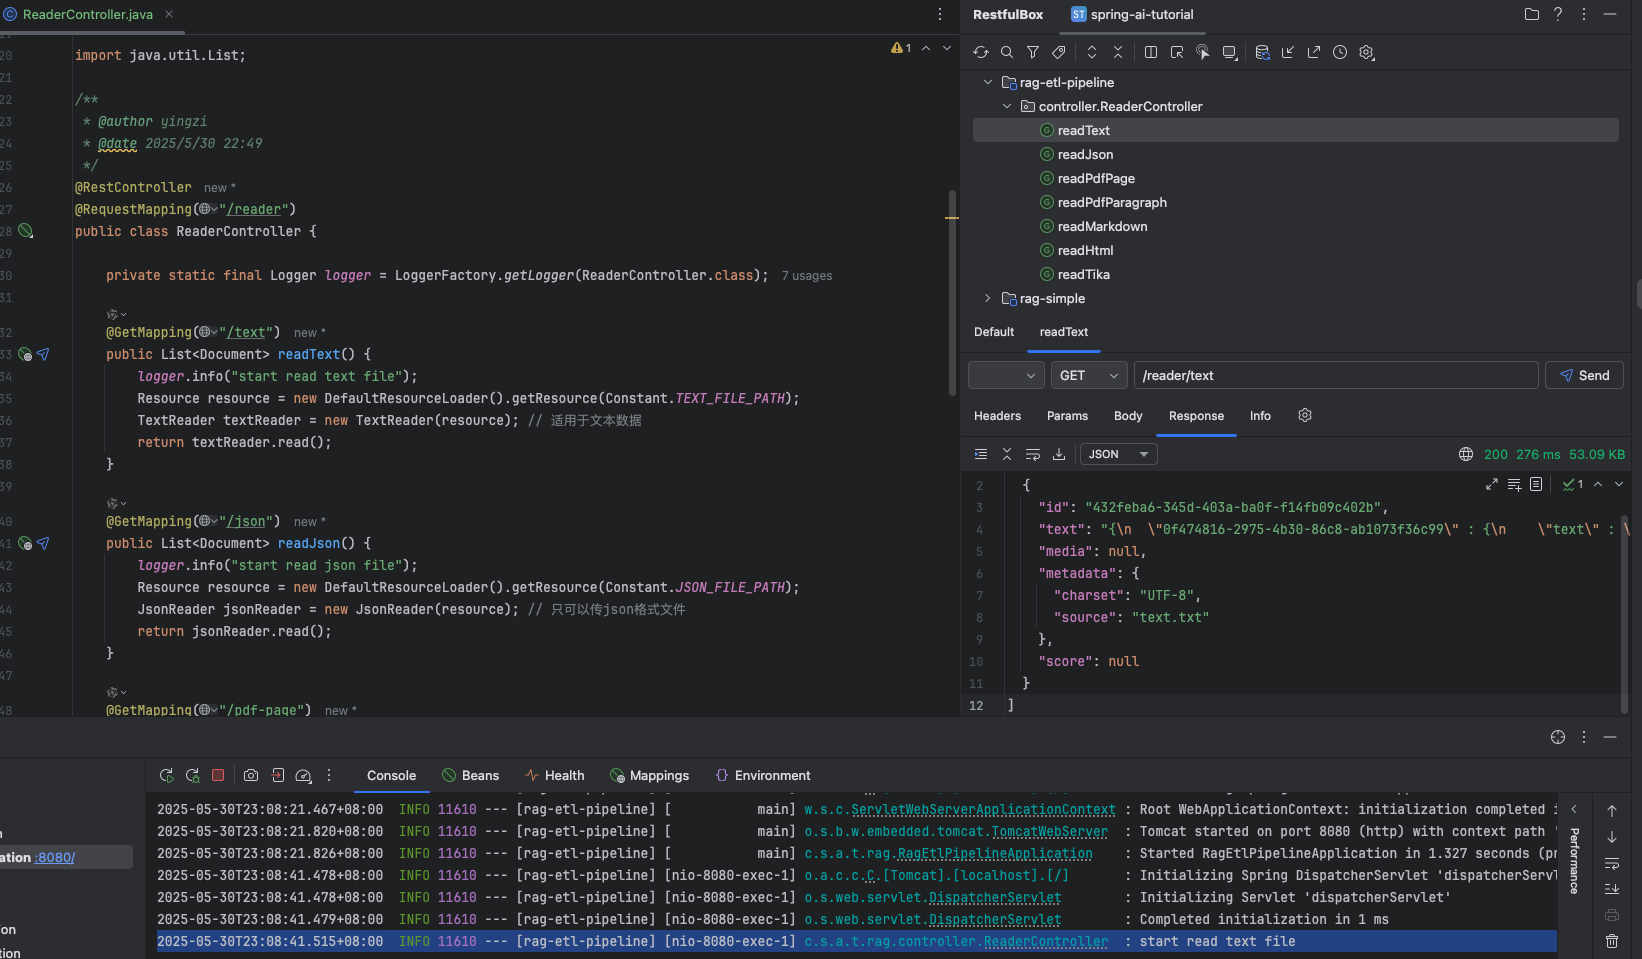 ReaderController.java
RestfulBox
spring-ai-tutorial
1
20 import java.util.List;
21
22 /**
23 * @author yingzi
24 * @date 2025/5/30 22:49
25 */
26 @RestController new *
27 @RequestMapping("/reader")
28 public class ReaderController {
29
30 private static final Logger logger = LoggerFactory.getLogger(ReaderController.class); 7 usages
31
32 @GetMapping("/text") new *
33 public List<Document> readText() {
34 logger.info("start read text file");
35 Resource resource = new DefaultResourceLoader().getResource(Constant.TEXT_FILE_PATH);
36 TextReader textReader = new TextReader(resource); // 适用于文本数据
37 return textReader.read();
38 }
39
40 @GetMapping("/json") new *
41 public List<Document> readJson() {
42 logger.info("start read json file");
43 Resource resource = new DefaultResourceLoader().getResource(Constant.JSON_FILE_PATH);
44 JsonReader jsonReader = new JsonReader(resource); // 只可以传json格式文件
45 return jsonReader.read();
46 }
47
48 @GetMapping("/pdf-page") new *
rag-etl-pipeline
controller.ReaderController
readText
readJson
readPdfPage
readPdfParagraph
readMarkdown
readHtml
readTika
rag-simple
Default readText
GET /reader/text Send
Headers Params Body Response Info
JSON 200 276 ms 53.09 KB
2 { 1
3 "id": "432feba6-345d-403a-ba0f-f14fb09c402b",
4 "text": "{\n  \"0f474816-2975-4b30-86c8-ab1073f36c99\" : {\n    \"text\" : \
5 "media": null,
6 "metadata": {
7 "charset": "UTF-8",
8 "source": "text.txt"
9 },
10 "score": null
11 }
12 ]
Console Beans Health Mappings Environment
2025-05-30T23:08:21.467+08:00 INFO 11610 --- [rag-etl-pipeline] [ main] w.s.c.ServletWebServerApplicationContext : Root WebApplicationContext: initialization completed i
2025-05-30T23:08:21.820+08:00 INFO 11610 --- [rag-etl-pipeline] [ main] o.s.b.w.embedded.tomcat.TomcatWebServer : Tomcat started on port 8080 (http) with context path '
2025-05-30T23:08:21.826+08:00 INFO 11610 --- [rag-etl-pipeline] [ main] c.s.a.t.rag.RagEtlPipelineApplication : Started RagEtlPipelineApplication in 1.327 seconds (pr
2025-05-30T23:08:41.478+08:00 INFO 11610 --- [rag-etl-pipeline] [nio-8080-exec-1] o.a.c.c.C.[Tomcat].[localhost].[/] : Initializing Spring DispatcherServlet 'dispatcherServl
2025-05-30T23:08:41.478+08:00 INFO 11610 --- [rag-etl-pipeline] [nio-8080-exec-1] o.s.web.servlet.DispatcherServlet : Initializing Servlet 'dispatcherServlet'
2025-05-30T23:08:41.479+08:00 INFO 11610 --- [rag-etl-pipeline] [nio-8080-exec-1] o.s.web.servlet.DispatcherServlet : Completed initialization in 1 ms
2025-05-30T23:08:41.515+08:00 INFO 11610 --- [rag-etl-pipeline] [nio-8080-exec-1] c.s.a.t.rag.controller.ReaderController : start read text file
ation :8080/
ion
tion
Performance